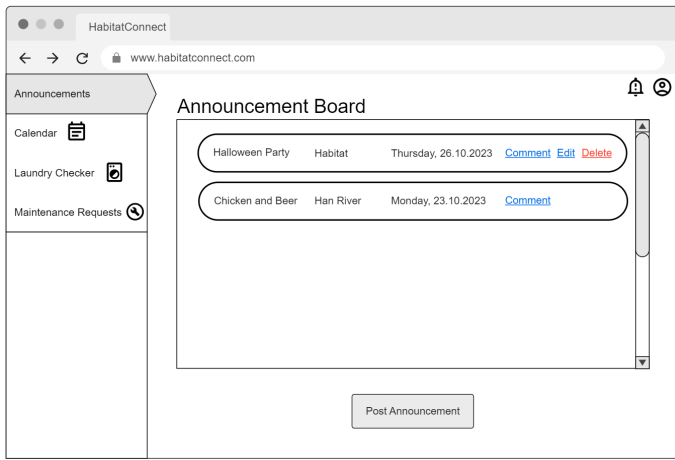 HabitatConnect
www.habitatconnect.com
Announcements
Calendar
Laundry Checker
Maintenance Requests
Announcement Board
Halloween Party Habitat Thursday, 26.10.2023 Comment Edit Delete
Chicken and Beer Han River Monday, 23.10.2023 Comment
Post Announcement